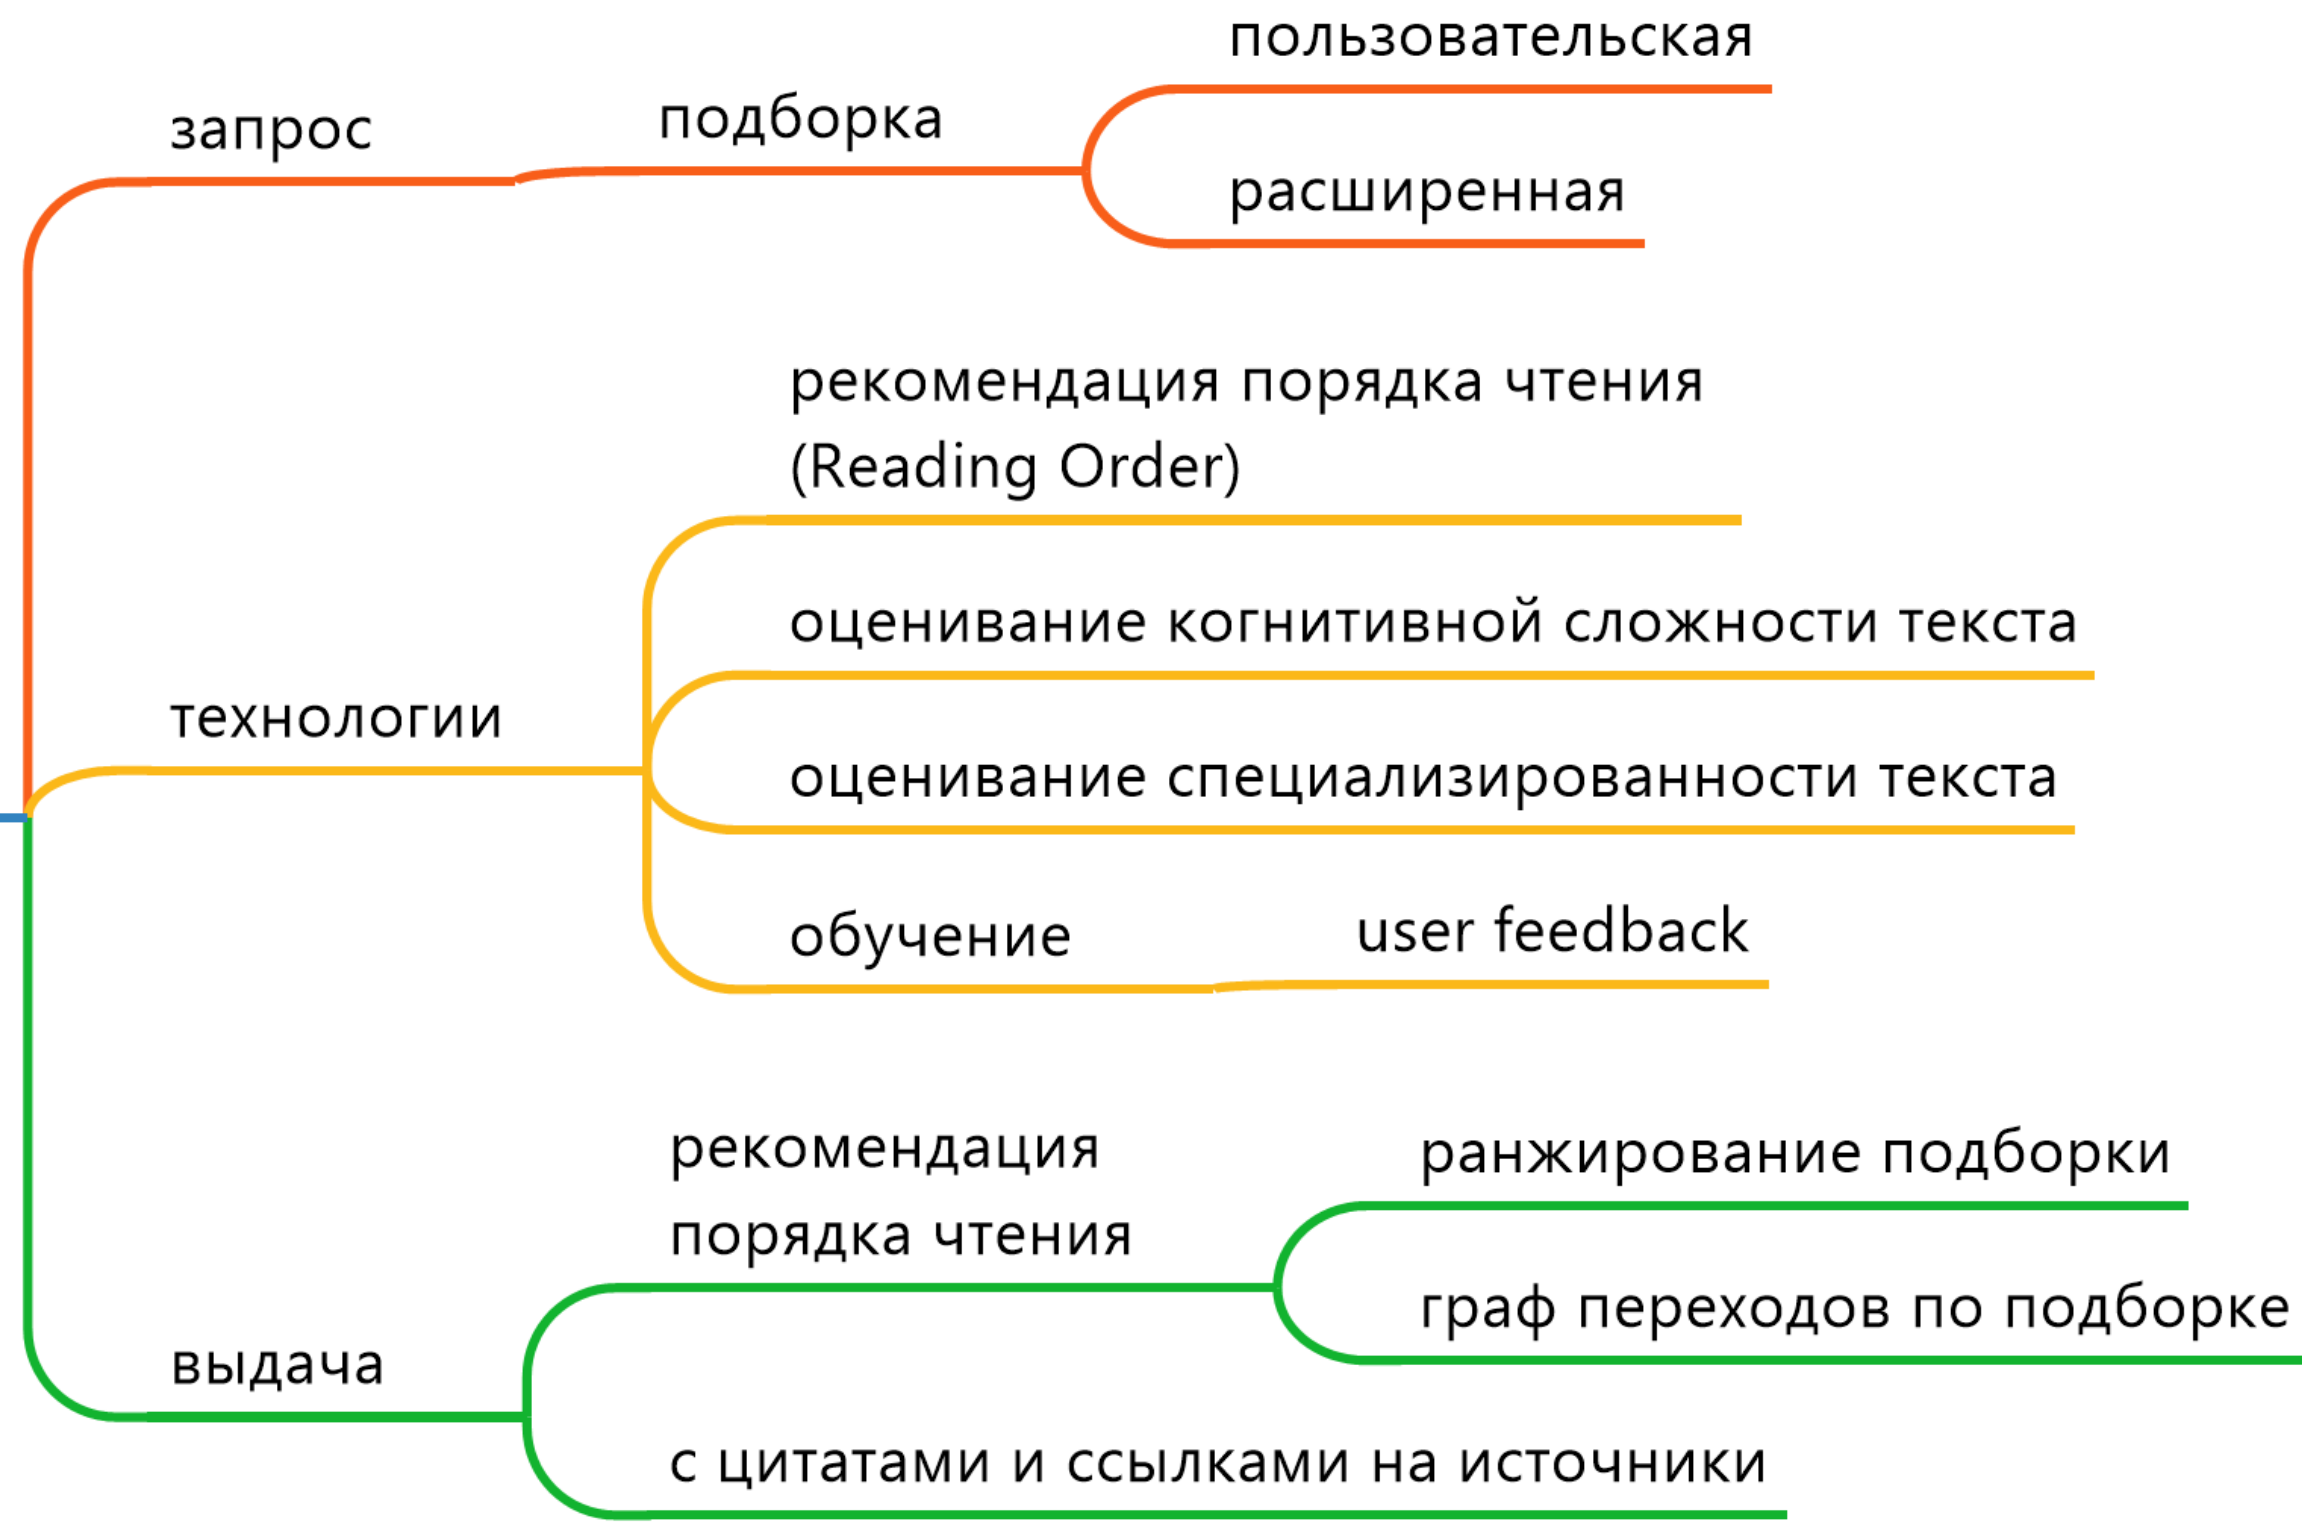 запрос
подборка
пользовательская
расширенная
технологии
рекомендация порядка чтения
(Reading Order)
оценивание когнитивной сложности текста
оценивание специализированности текста
обучение
user feedback
выдача
рекомендация
порядка чтения
ранжирование подборки
граф переходов по подборке
с цитатами и ссылками на источники